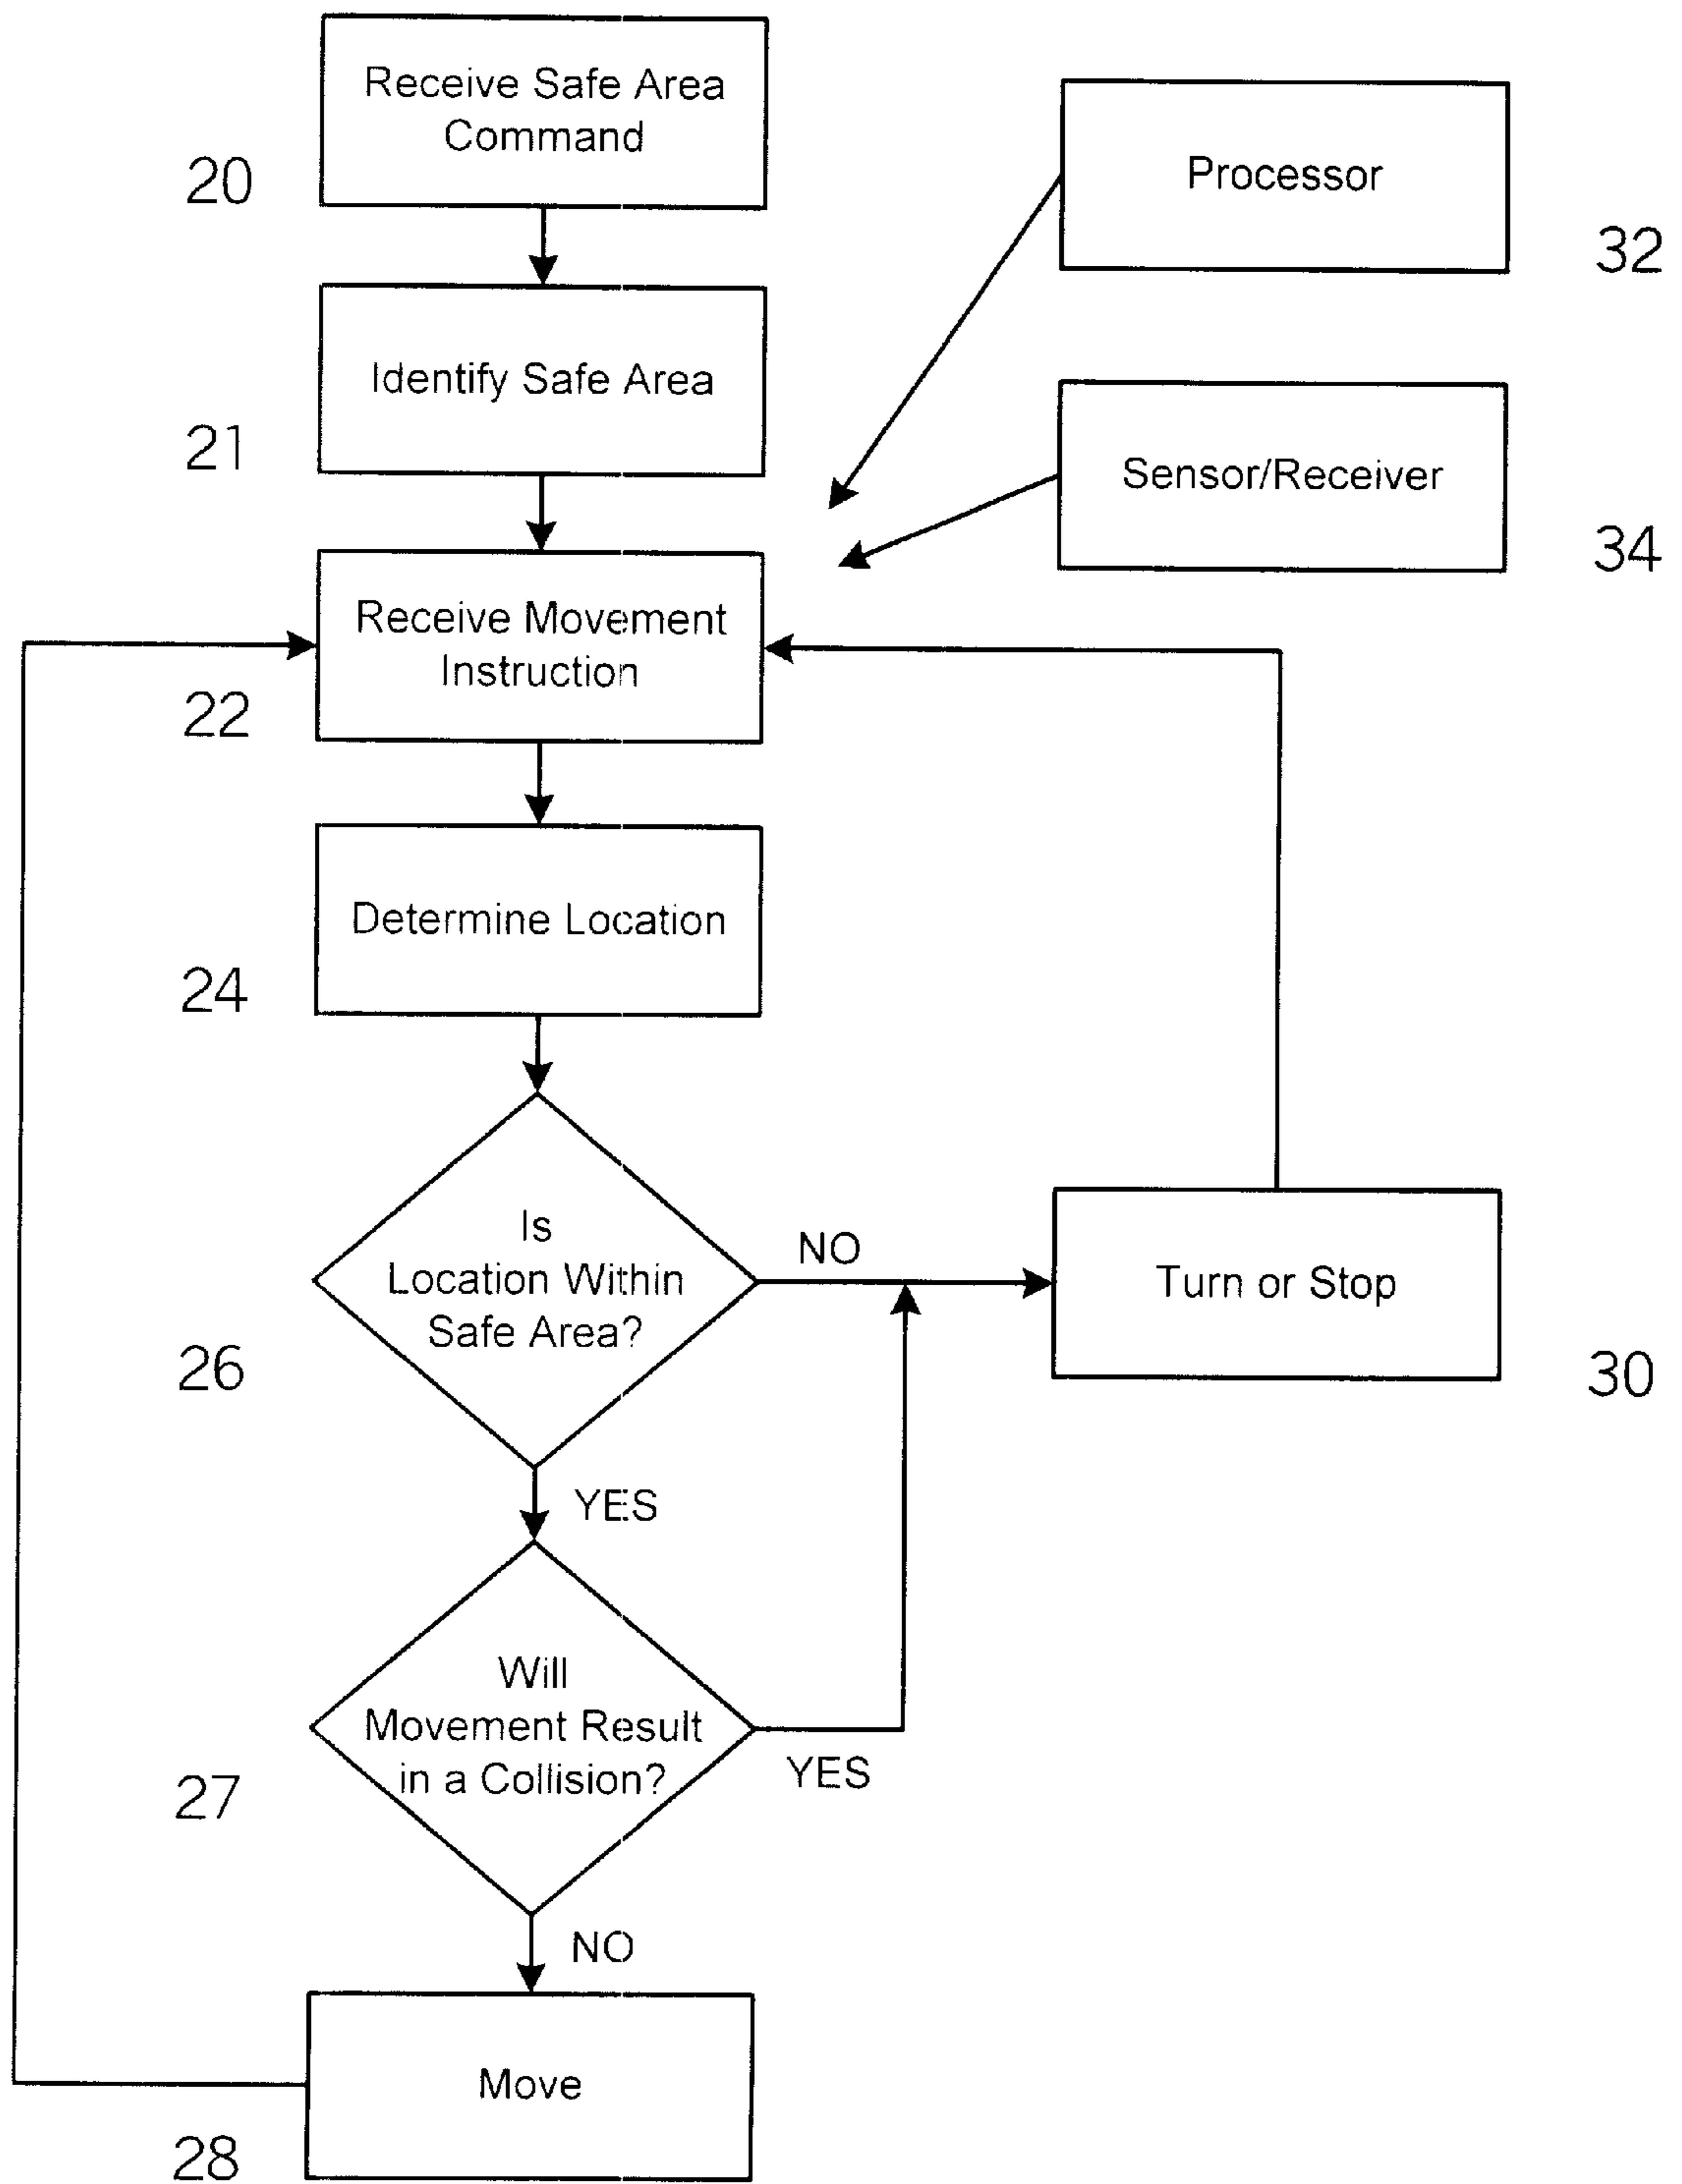 Receive Safe Area
Command
20
Processor
32
Identify Safe Area
21
Sensor/Receiver
34
Receive Movement
Instruction
22
Determine Location
24
Is
Location Within
Safe Area?
26
NO
Turn or Stop
30
YES
Will
Movement Result
in a Collision?
27
YES
NO
Move
28